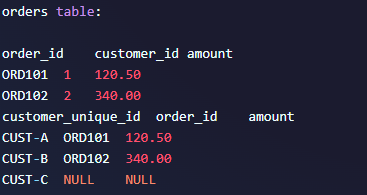 orders table:
order_id customer_id amount
ORD101 1 120.50
ORD102 2 340.00
customer_unique_id order_id amount
CUST-A ORD101 120.50
CUST-B ORD102 340.00
CUST-C NULL NULL